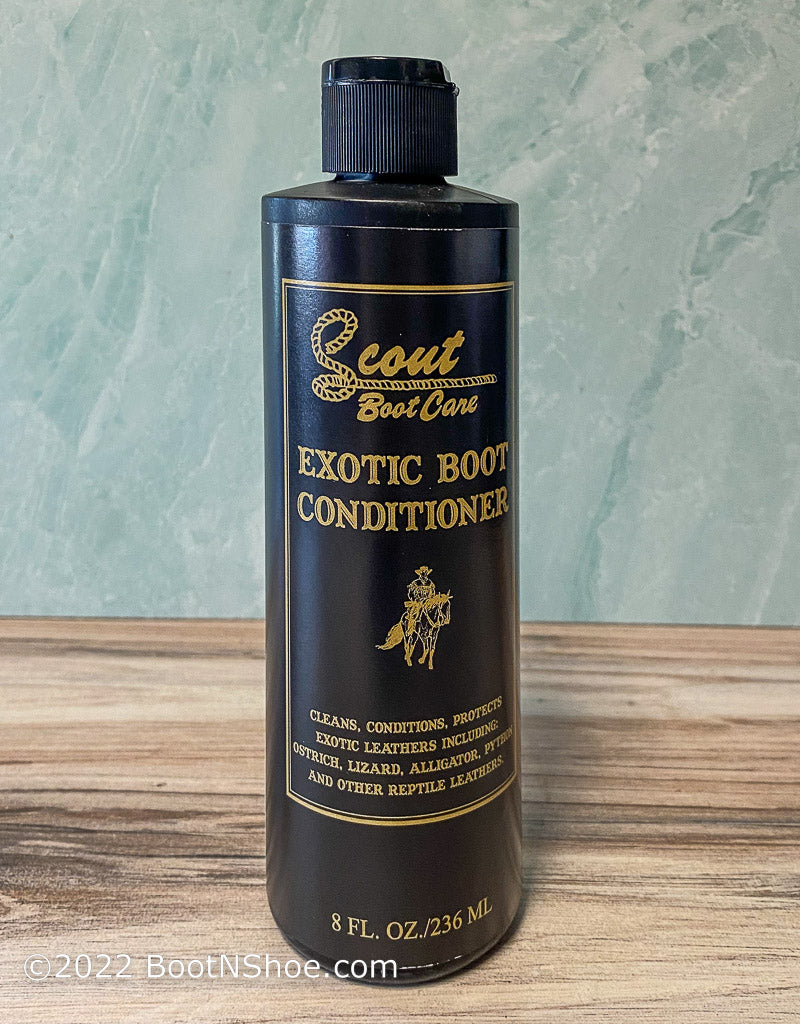 Scout
Boot Care
EXOTIC BOOT
CONDITIONER
CLEANS, CONDITIONS, PROTECTS
EXOTIC LEATHERS INCLUDING:
OSTRICH, LIZARD, ALLIGATOR, PYTHON
AND OTHER REPTILE LEATHERS.
8 FL. OZ./236 ML
©2022 BootNShoe.com